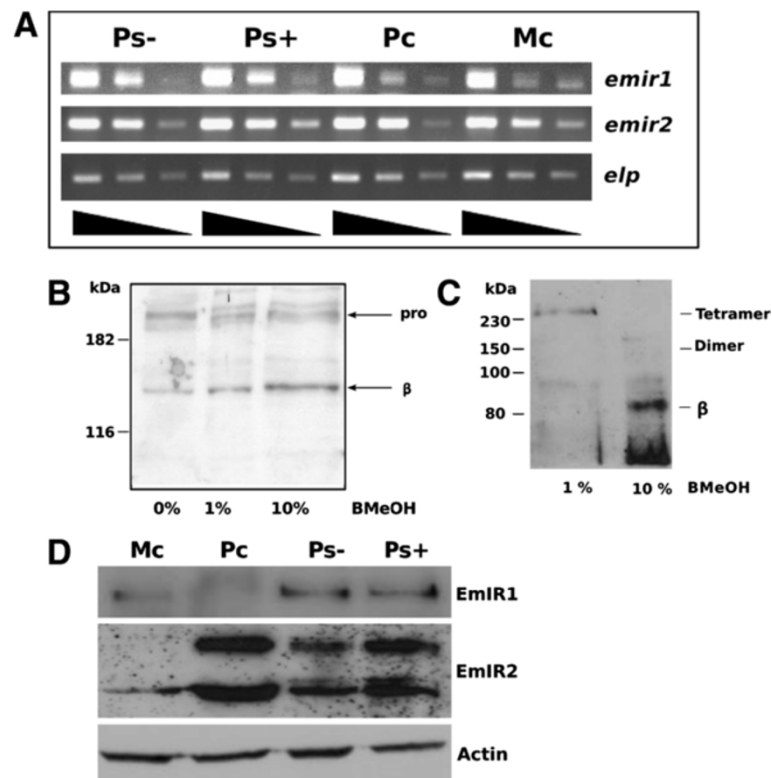 A
Ps- Ps+ Pc Mc
emir1
emir2
elp
B
kDa
182
116
pro
β
0% 1% 10% BMeOH
C
kDa
230
150
100
80
Tetramer
Dimer
β
1 % 10 % BMeOH
D
Mc Pc Ps- Ps+
EmIR1
EmIR2
Actin